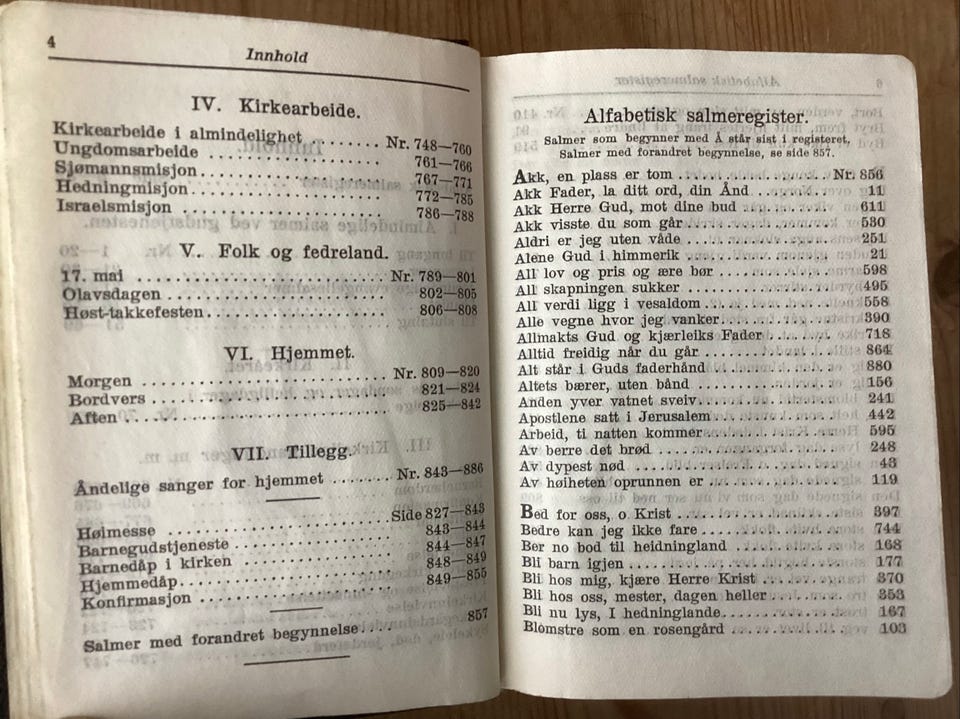 4
Innhold
IV. Kirkearbeide.
Kirkearbeide i almindelighet ........ Nr. 748—760
Ungdomsarbeide .................... 761—766
Sjømannsmisjon .................... 767—771
Hedningmisjon ..................... 772—785
Israelsmisjon ..................... 786—788
V. Folk og fedreland.
17. mai ........................ Nr. 789—801
Olavsdagen ........................ 802—805
Høst-takkefesten .................. 806—808
VI. Hjemmet.
Morgen ........................ Nr. 809—820
Bordvers .......................... 821—824
Aften ............................. 825—842
VII. Tillegg.
Åndelige sanger for hjemmet ........ Nr. 843—886
Hølmesse ........................ Side 827—843
Barnegudstjeneste ................. 843—844
Barnedåp i kirken ................. 844—847
Hjemmedåp ......................... 848—849
Konfirmasjon ...................... 849—855
Salmer med forandret begynnelse .... 857
Alfabetisk salmeregister.
Salmer som begynner med Å står sist i registeret.
Salmer med forandret begynnelse, se side 857.
Akk, en plass er tom ............ Nr. 856
Akk Fader, la ditt ord, din Ånd ........ 11
Akk Herre Gud, mot dine bud ........ 611
Akk visste du som går ............ 530
Aldri er jeg uten våde ............ 251
Alene Gud i himmerik ............ 21
All lov og pris og ære bør ........ 598
All skapningen sukker ............ 495
All verdi ligg i vesaldom ........ 558
Alle vegne hvor jeg vanker ........ 390
Allmakts Gud og kjærleiks Fader ........ 718
Alltid freidig når du går ........ 864
Alt står i Guds faderhånd ........ 880
Altets bærer, uten bånd ........ 156
Anden yver vatnet sveiv ........ 241
Apostlene satt i Jerusalem ........ 442
Arbeid, ti natten kommer ........ 595
Av berre det brød ............ 248
Av dypest nød ............ 43
Av høiheten oprunnen er ........ 119
Bed for oss, o Krist ............ 397
Bedre kan jeg ikke fare ........ 744
Ber no bod til heidningland ........ 168
Bli barn igjen ............ 177
Bli hos mig, kjære Herre Krist ........ 370
Bli hos oss, mester, dagen heller ........ 353
Bli nu lys, I hedninglande ........ 167
Blomstre som en rosengård ........ 103